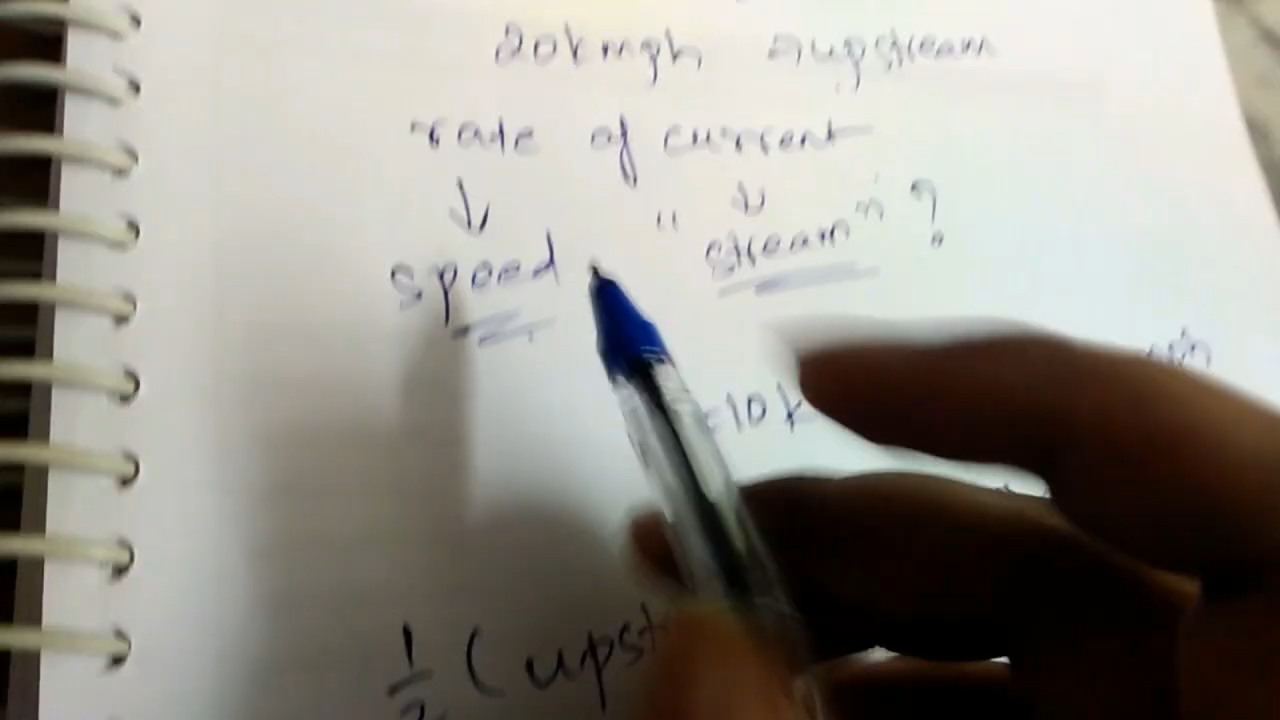 20kmph upstream
rate of current
↓ ↓
speed "stream" ?
=10k
1/2 ( upst